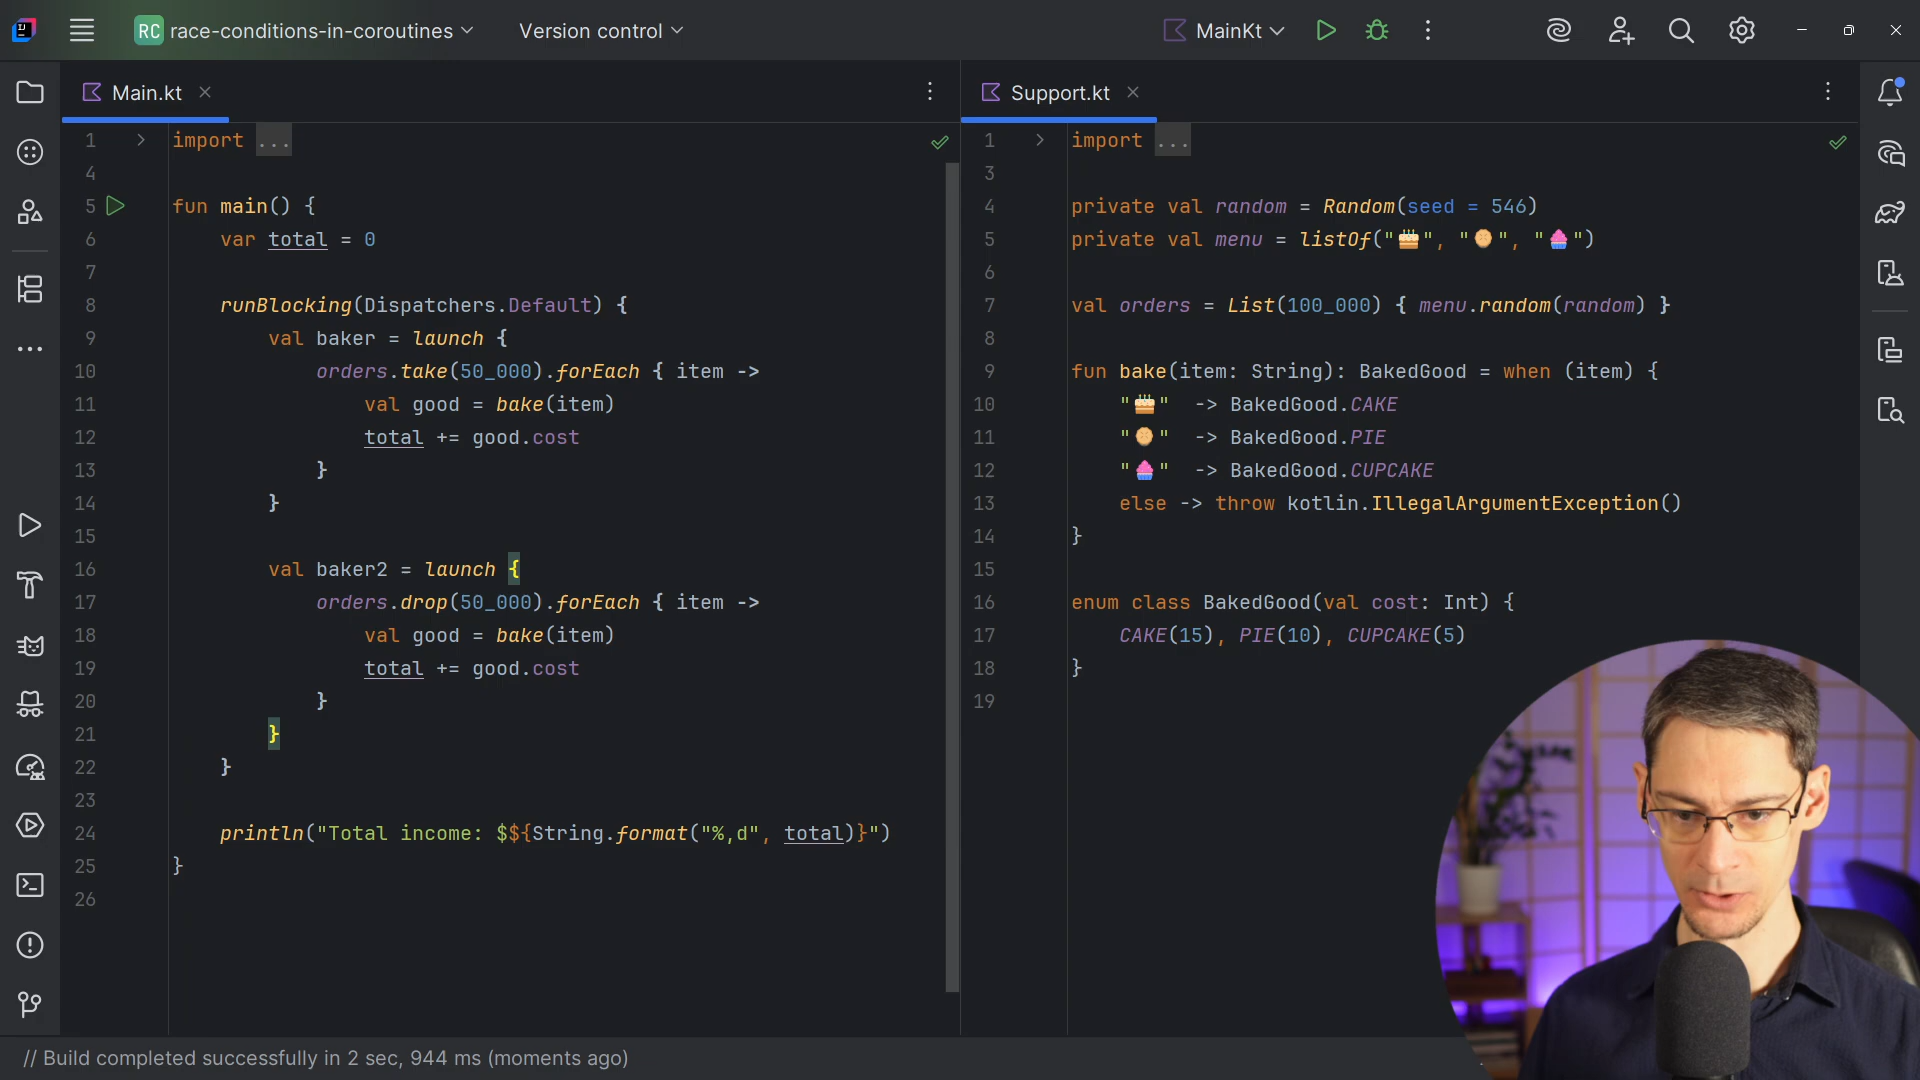 RC race-conditions-in-coroutines
Version control
MainKt
Main.kt
1 import ...
4
5 fun main() {
6 var total = 0
7
8 runBlocking(Dispatchers.Default) {
9 val baker = launch {
10 orders.take(50_000).forEach { item ->
11 val good = bake(item)
12 total += good.cost
13 }
14 }
15
16 val baker2 = launch {
17 orders.drop(50_000).forEach { item ->
18 val good = bake(item)
19 total += good.cost
20 }
21 }
22 }
23
24 println("Total income: $${String.format("%,d", total)}")
25 }
26
Support.kt
1 import ...
3
4 private val random = Random(seed = 546)
5 private val menu = listOf("🎂", "🥧", "🧁")
6
7 val orders = List(100_000) { menu.random(random) }
8
9 fun bake(item: String): BakedGood = when (item) {
10 "🎂" -> BakedGood.CAKE
11 "🥧" -> BakedGood.PIE
12 "🧁" -> BakedGood.CUPCAKE
13 else -> throw kotlin.IllegalArgumentException()
14 }
15
16 enum class BakedGood(val cost: Int) {
17 CAKE(15), PIE(10), CUPCAKE(5)
18 }
19
// Build completed successfully in 2 sec, 944 ms (moments ago)